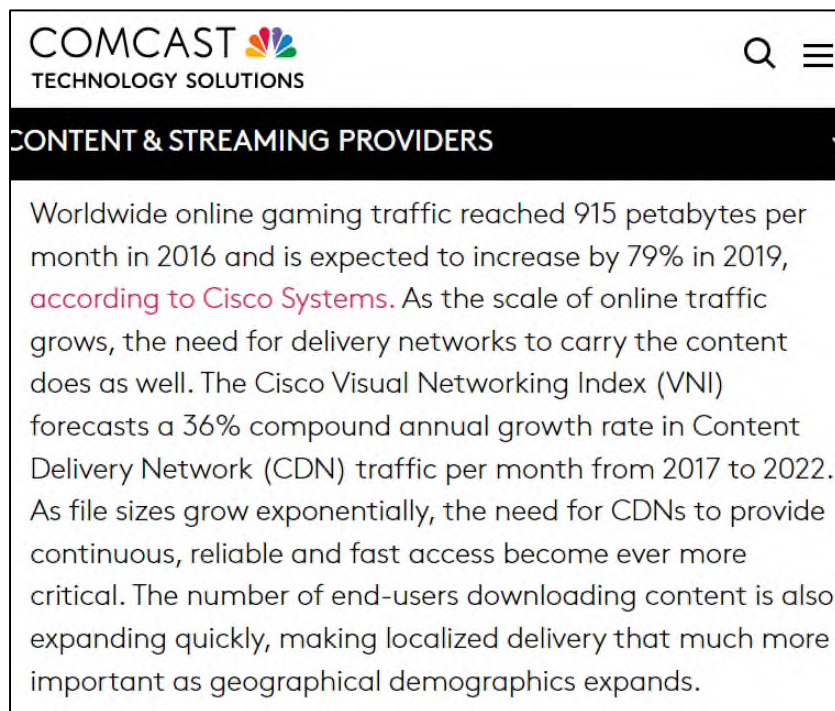 COMCAST
TECHNOLOGY SOLUTIONS
CONTENT & STREAMING PROVIDERS
Worldwide online gaming traffic reached 915 petabytes per
month in 2016 and is expected to increase by 79% in 2019,
according to Cisco Systems. As the scale of online traffic
grows, the need for delivery networks to carry the content
does as well. The Cisco Visual Networking Index (VNI)
forecasts a 36% compound annual growth rate in Content
Delivery Network (CDN) traffic per month from 2017 to 2022.
As file sizes grow exponentially, the need for CDNs to provide
continuous, reliable and fast access become ever more
critical. The number of end-users downloading content is also
expanding quickly, making localized delivery that much more
important as geographical demographics expands.